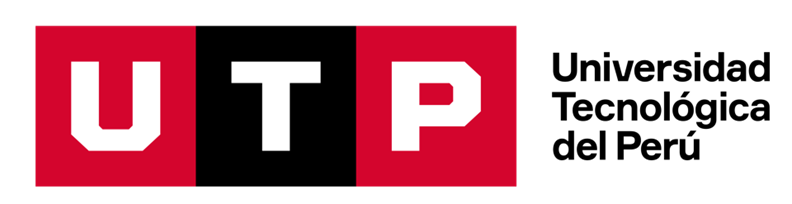 UTP
Universidad
Tecnológica
del Perú